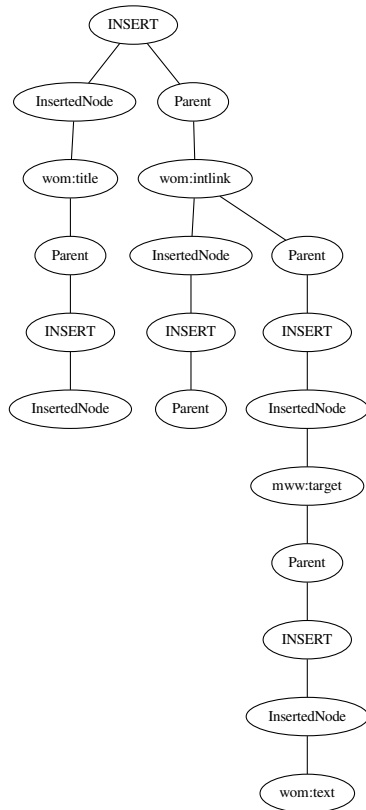 INSERT
InsertedNode Parent
wom:title wom:intlink
Parent InsertedNode Parent
INSERT INSERT INSERT
InsertedNode Parent InsertedNode
mww:target
Parent
INSERT
InsertedNode
wom:text